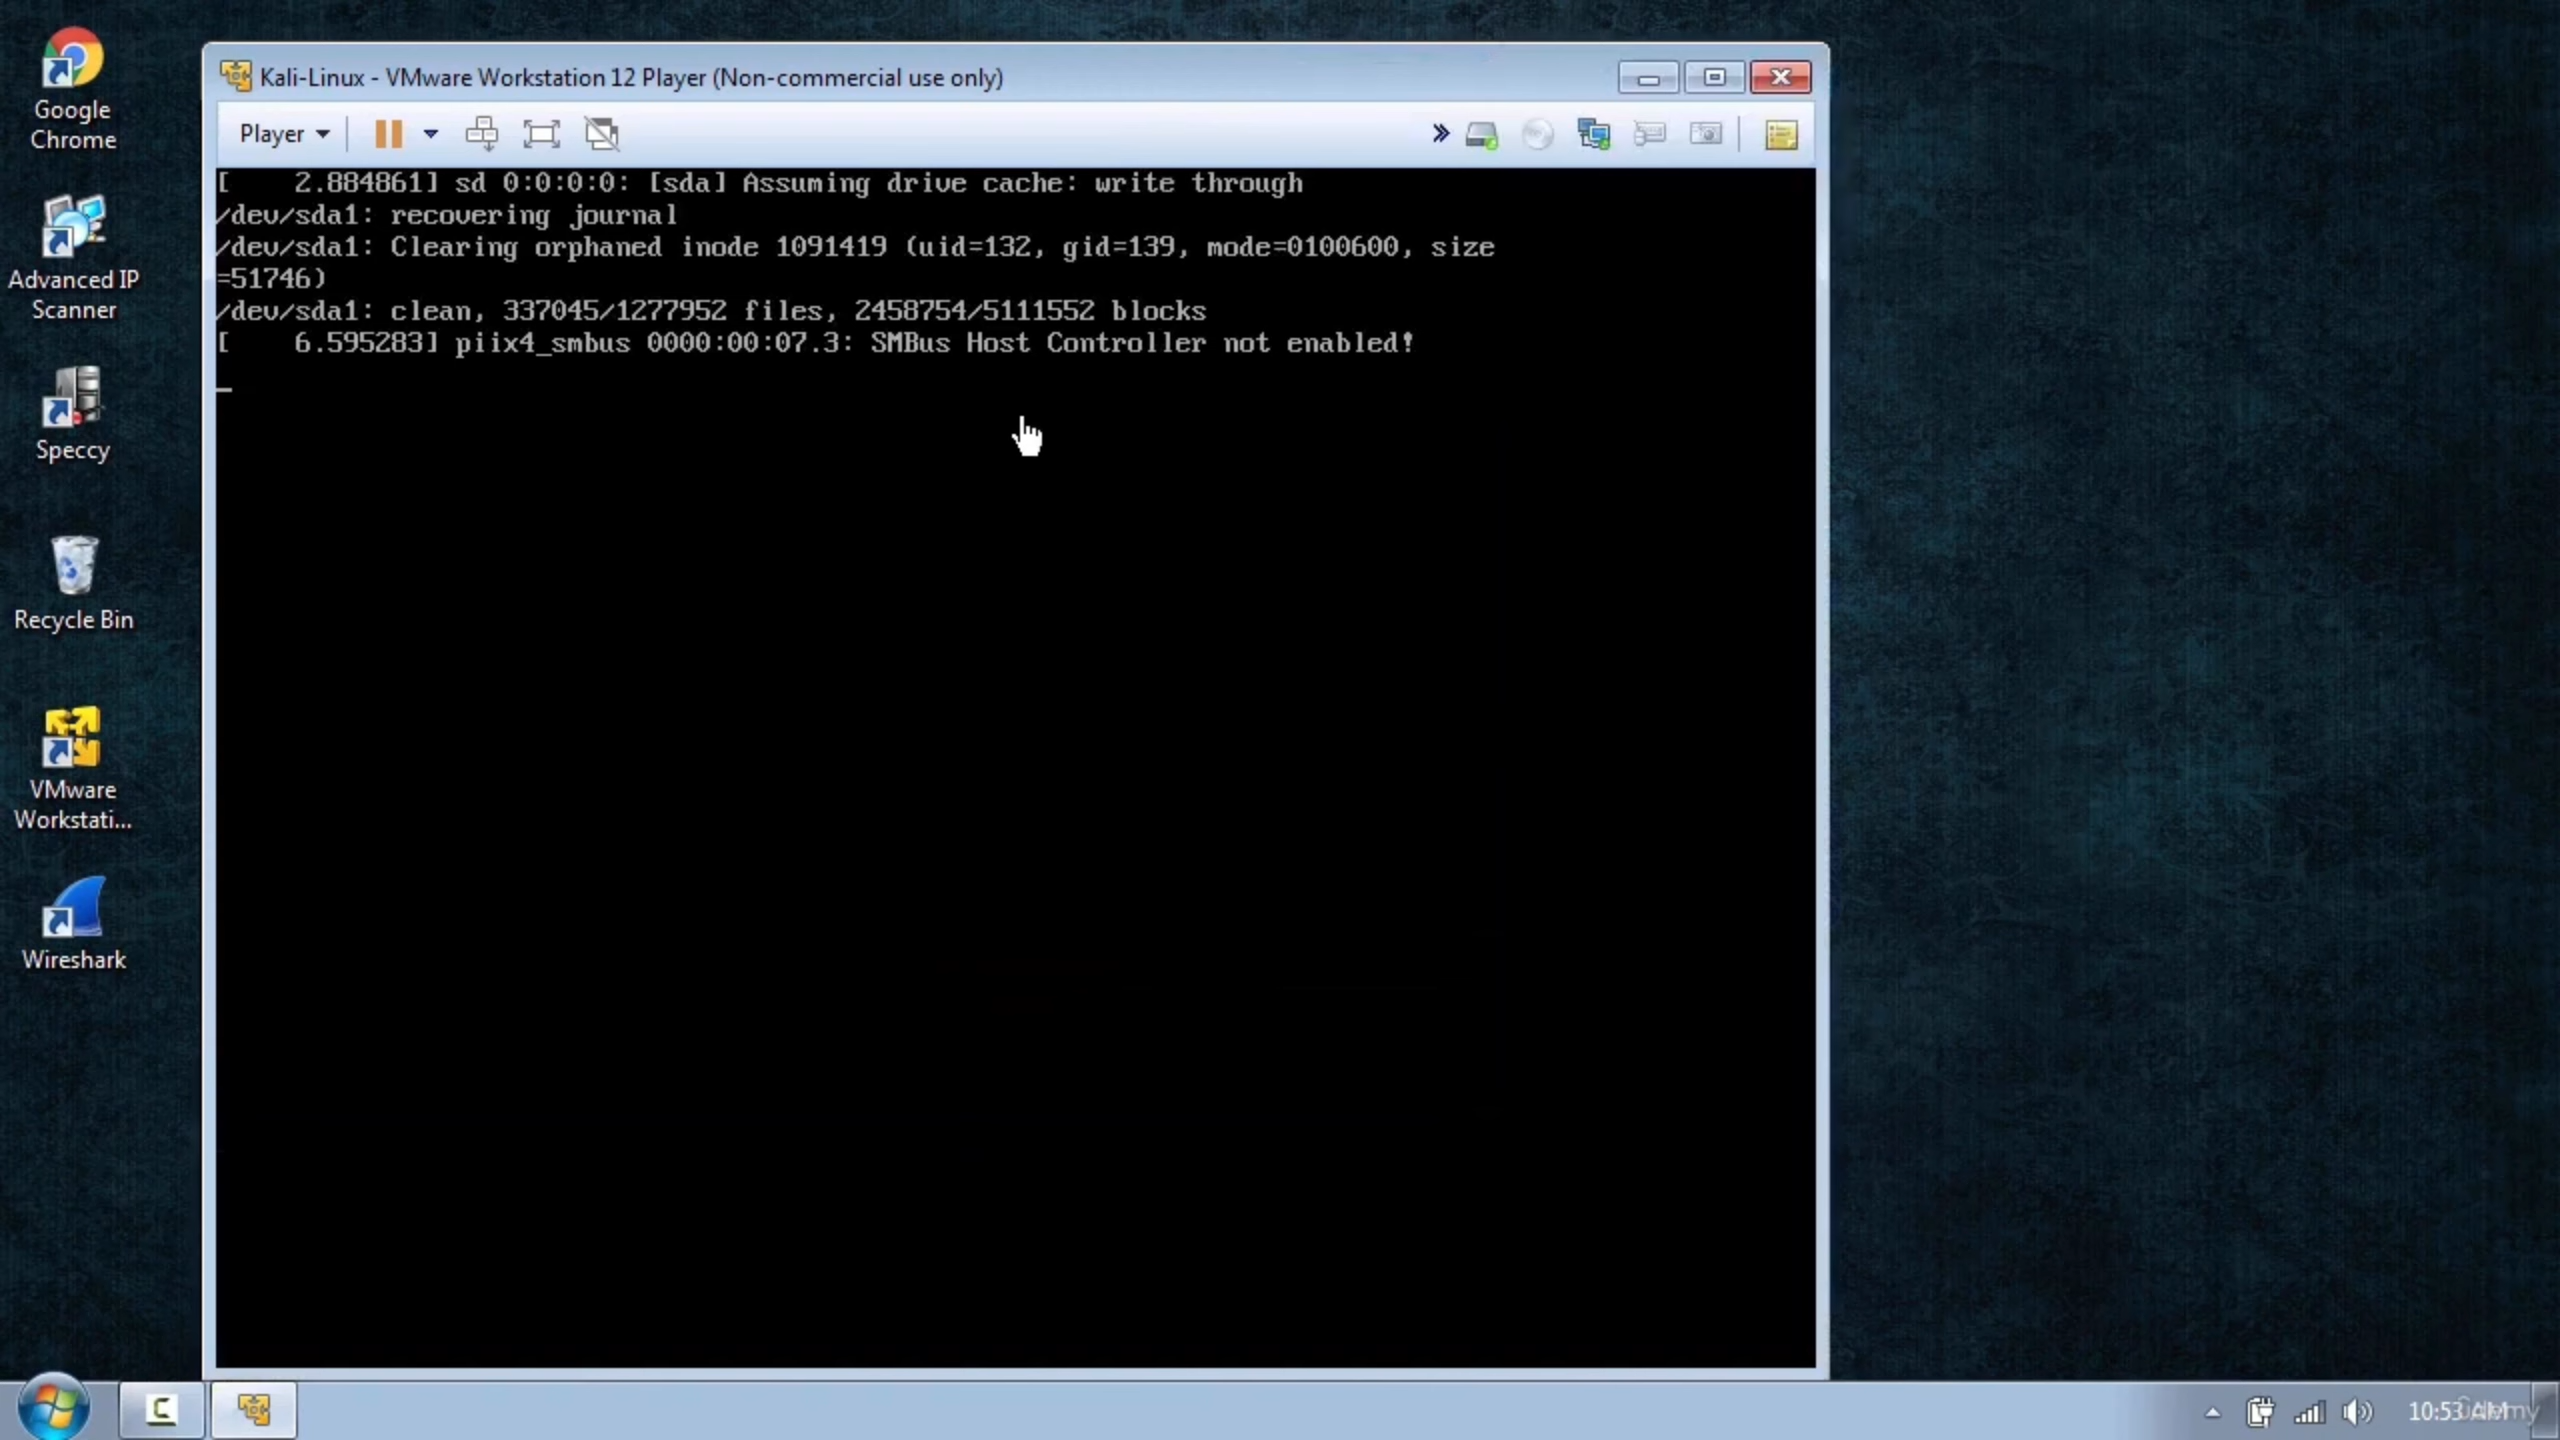 Google
Chrome
Advanced IP
Scanner
Speccy
Recycle Bin
VMware
Workstati...
Wireshark
Kali-Linux - VMware Workstation 12 Player (Non-commercial use only)
Player
[    2.884861] sd 0:0:0:0: [sda] Assuming drive cache: write through
/dev/sda1: recovering journal
/dev/sda1: Clearing orphaned inode 1091419 (uid=132, gid=139, mode=0100600, size
=51746)
/dev/sda1: clean, 337045/1277952 files, 2458754/5111552 blocks
[    6.595283] piix4_smbus 0000:00:07.3: SMBus Host Controller not enabled!
_
C
10:53 AM
Udemy